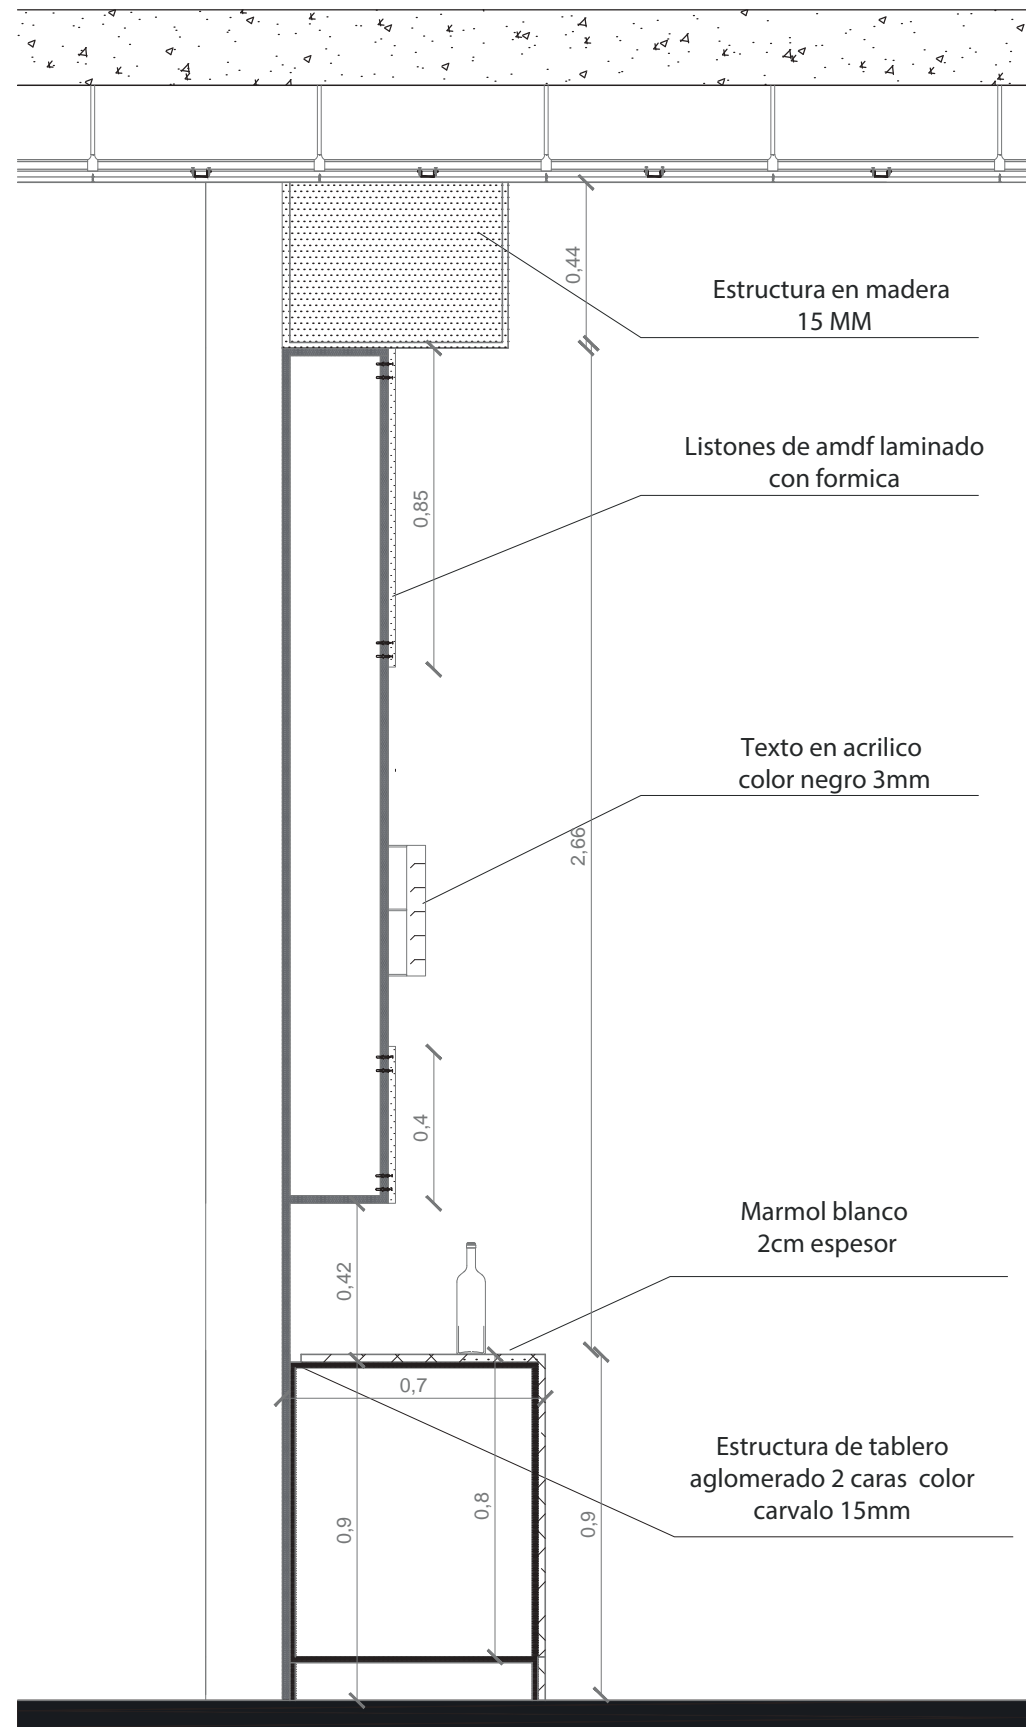 0,44
Estructura en madera
15 MM
Listones de amdf laminado
con formica
0,85
Texto en acrilico
color negro 3mm
2,66
0,4
Marmol blanco
2cm espesor
0,42
0,7
Estructura de tablero
aglomerado 2 caras color
carvalo 15mm
0,8
0,9
0,9